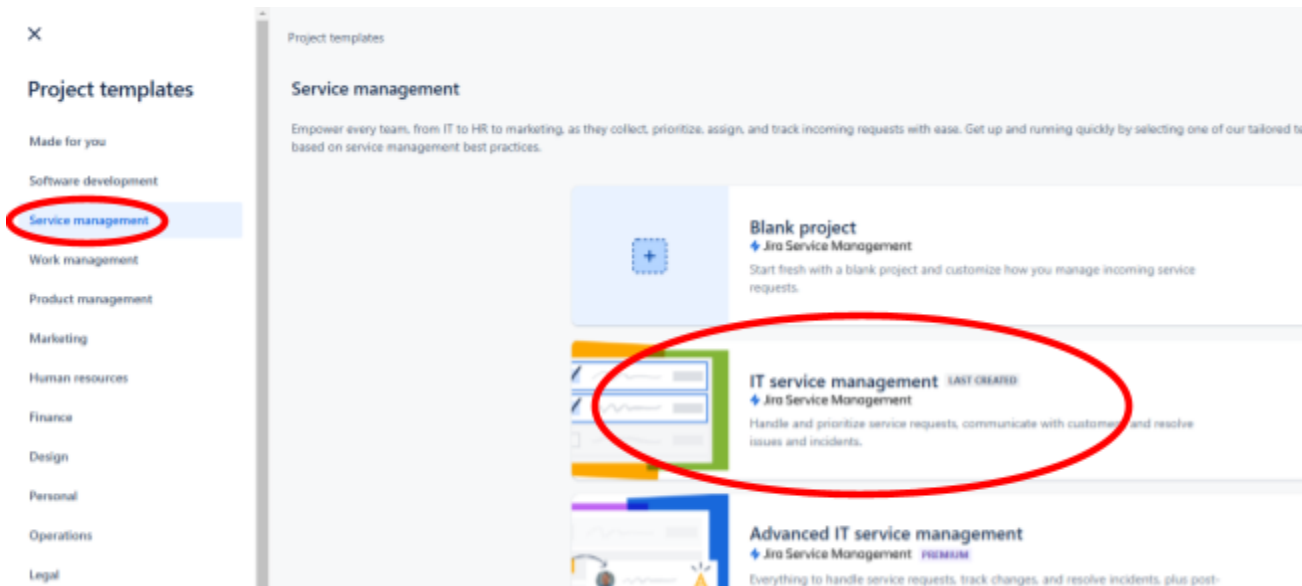 Project templates
Made for you
Software development
Service management
Work management
Product management
Marketing
Human resources
Finance
Design
Personal
Operations
Legal
Project templates
Service management
Empower every team, from IT to HR to marketing, as they collect, prioritize, assign, and track incoming requests with ease. Get up and running quickly by selecting one of our tailored
based on service management best practices.
Blank project
Jira Service Management
Start fresh with a blank project and customize how you manage incoming service
requests.
IT service management LAST CREATED
Jira Service Management
Handle and prioritize service requests, communicate with customers, and resolve
issues and incidents.
Advanced IT service management
Jira Service Management PREMIUM
Everything to handle service requests, track changes, and resolve incidents, plus post-